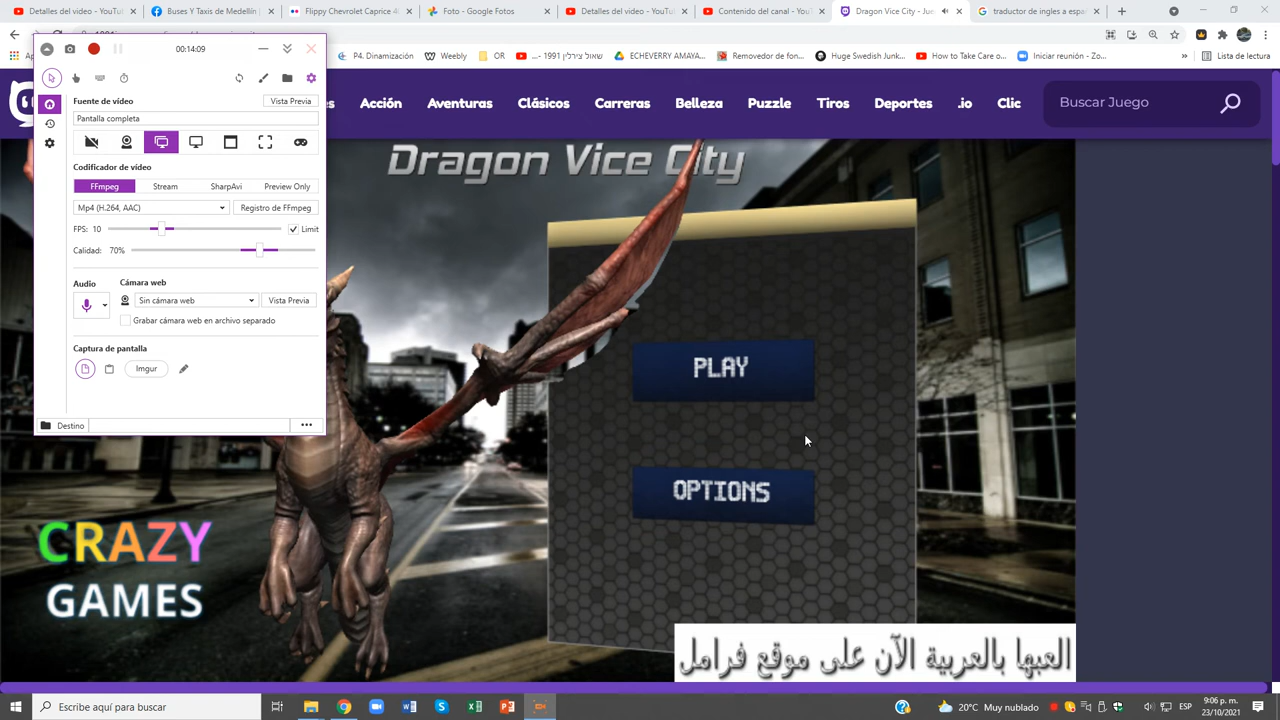 Detalles del video - YouTube
Buses Y Taxis de Medellín
Flippy Chevrolet Caprice 4
Foto - Google Fotos
Detalles del video - YouTu
Contenido del canal - YouT
Dragon Vice City - Jue
traductor de ingles a espa
P4. Dinamización
Weebly
OR
1991 - שאול צירלין
ECHEVERRY AMAYA...
Removedor de fon...
Huge Swedish Junk...
How to Take Care o...
Iniciar reunión - Zo...
»
Lista de lectura
00:14:09
Fuente de vídeo
Vista Previa
Pantalla completa
Codificador de vídeo
FFmpeg
Stream
SharpAvi
Preview Only
Mp4 (H.264, AAC)
Registro de FFmpeg
FPS: 10
Limit
Calidad: 70%
Audio
Cámara web
Sin cámara web
Vista Previa
Grabar cámara web en archivo separado
Captura de pantalla
Imgur
Destino
...
Acción
Aventuras
Clásicos
Carreras
Belleza
Puzzle
Tiros
Deportes
.io
Clic
Buscar Juego
Dragon Vice City
PLAY
OPTIONS
CRAZY
GAMES
العبها بالعربية الآن على موقع فرامل
Escribe aquí para buscar
20°C Muy nublado
ESP
9:06 p. m.
23/10/2021